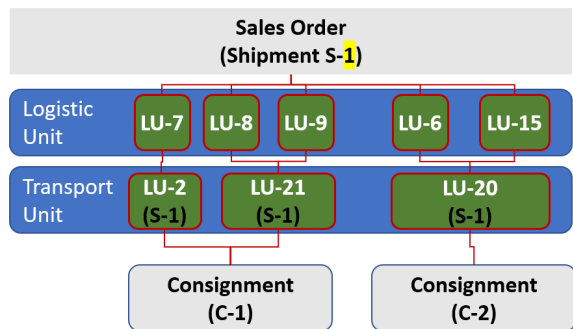 Sales Order
(Shipment S-1)
Logistic
Unit
LU-7
LU-8
LU-9
LU-6
LU-15
Transport
Unit
LU-2
(S-1)
LU-21
(S-1)
LU-20
(S-1)
Consignment
(C-1)
Consignment
(C-2)